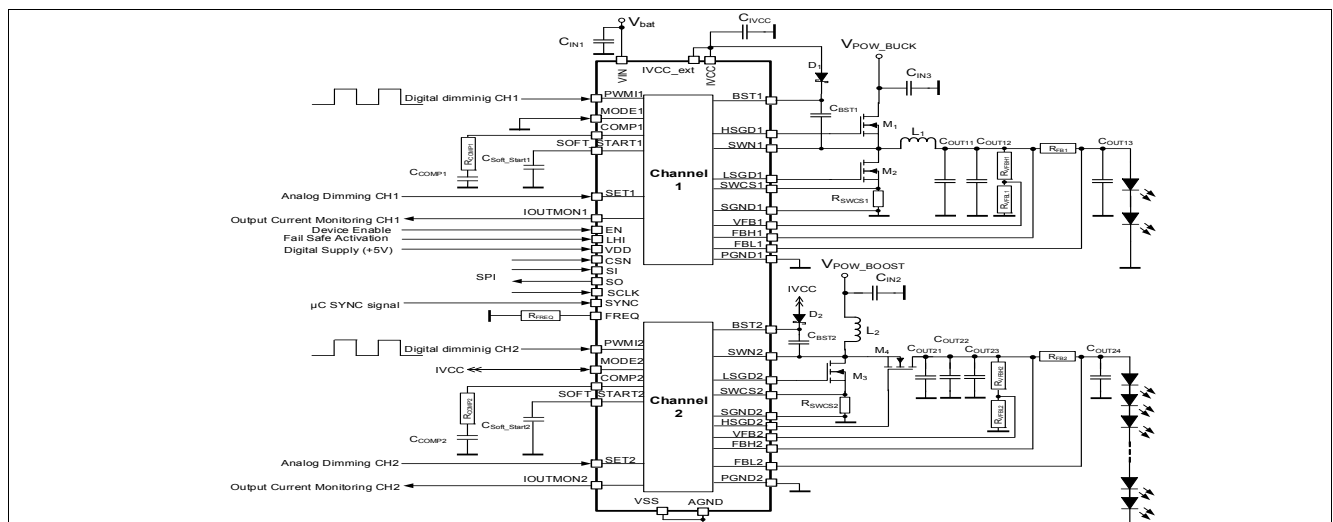 Vbat
CIVCC
CIN1
VPOW_BUCK
VIN
IVCC_ext
IVCC
D1
CIN3
Digital dimminig CH1
PWMI1
BST1
MODE1
CBST1
COMP1
HSGD1
M1
L1
SOFT_START1
SWN1
COUT11
COUT12
RFB1
COUT13
RCOMP1
CSoft_Start1
RVFBH1
CCOMP1
Channel
1
LSGD1
M2
SWCS1
RVFBL1
Analog Dimming CH1
SET1
RSWCS1
SGND1
Output Current Monitoring CH1
IOUTMON1
VFB1
Device Enable
EN
FBH1
Fail Safe Activation
LHI
FBL1
Digital Supply (+5V)
VDD
PGND1
CSN
SI
VPOW_BOOST
SPI
SO
IVCC
CIN2
SCLK
µC SYNC signal
SYNC
D2
RFREQ
FREQ
BST2
CBST2
L2
Digital dimminig CH2
PWMI2
SWN2
M4
COUT21
COUT22
COUT23
RFB2
COUT24
MODE2
IVCC
COMP2
LSGD2
M3
RVFBH2
SOFT_START2
SWCS2
RCOMP2
CSoft_Start2
Channel
2
RSWCS2
SGND2
RVFBL2
HSGD2
CCOMP2
VFB2
FBH2
Analog Dimming CH2
SET2
FBL2
Output Current Monitoring CH2
IOUTMON2
PGND2
VSS
AGND